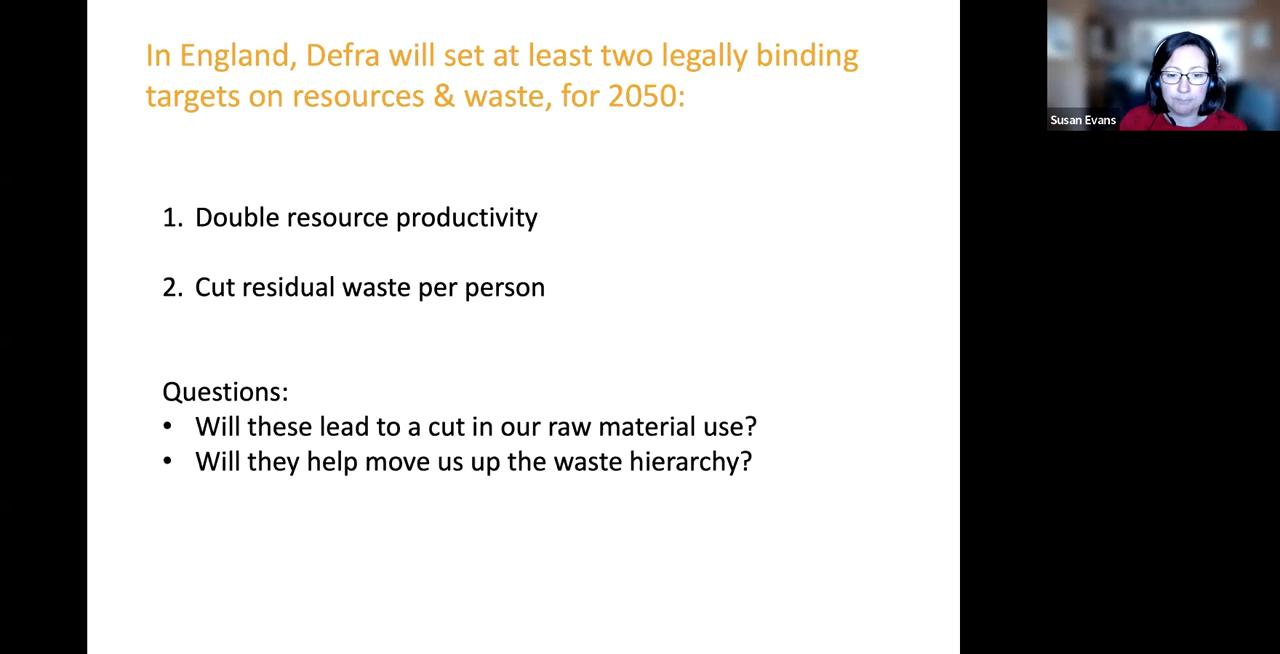 In England, Defra will set at least two legally binding
targets on resources & waste, for 2050:
1. Double resource productivity
2. Cut residual waste per person
Questions:
• Will these lead to a cut in our raw material use?
• Will they help move us up the waste hierarchy?
Susan Evans